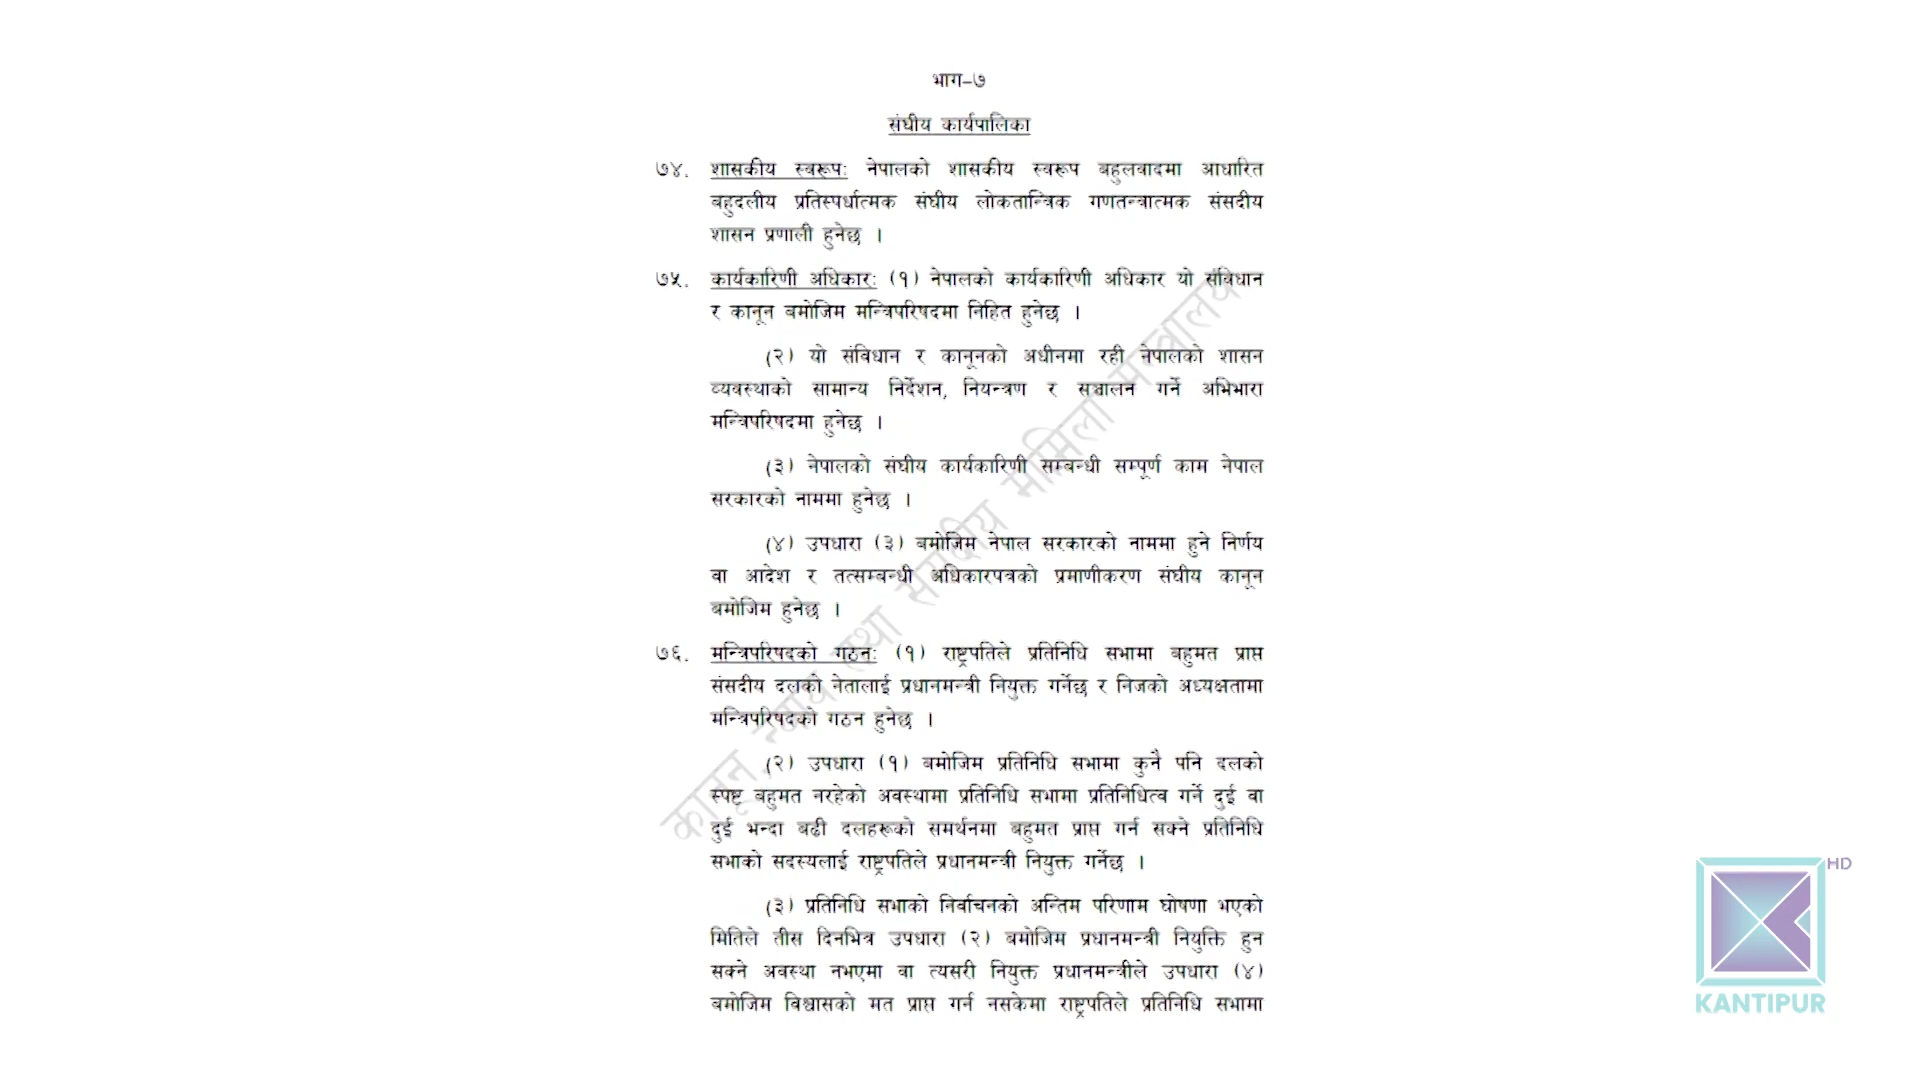 भाग–७
संघीय कार्यपालिका
७४. शासकीय स्वरूपः नेपालको शासकीय स्वरूप बहुलवादमा आधारित
बहुदलीय प्रतिस्पर्धात्मक संघीय लोकतान्त्रिक गणतन्त्रात्मक संसदीय
शासन प्रणाली हुनेछ ।
७५. कार्यकारिणी अधिकारः (१) नेपालको कार्यकारिणी अधिकार यो संविधान
र कानून बमोजिम मन्त्रिपरिषदमा निहित हुनेछ ।
(२) यो संविधान र कानूनको अधीनमा रही नेपालको शासन
व्यवस्थाको सामान्य निर्देशन, नियन्त्रण र सञ्चालन गर्ने अभिभारा
मन्त्रिपरिषदमा हुनेछ ।
(३) नेपालको संघीय कार्यकारिणी सम्बन्धी सम्पूर्ण काम नेपाल
सरकारको नाममा हुनेछ ।
(४) उपधारा (३) बमोजिम नेपाल सरकारको नाममा हुने निर्णय
वा आदेश र तत्सम्बन्धी अधिकारपत्रको प्रमाणीकरण संघीय कानून
बमोजिम हुनेछ ।
७६. मन्त्रिपरिषदको गठनः (१) राष्ट्रपतिले प्रतिनिधि सभामा बहुमत प्राप्त
संसदीय दलको नेतालाई प्रधानमन्त्री नियुक्त गर्नेछ र निजको अध्यक्षतामा
मन्त्रिपरिषदको गठन हुनेछ ।
(२) उपधारा (१) बमोजिम प्रतिनिधि सभामा कुनै पनि दलको
स्पष्ट बहुमत नरहेको अवस्थामा प्रतिनिधि सभामा प्रतिनिधित्व गर्ने दुई वा
दुई भन्दा बढी दलहरूको समर्थनमा बहुमत प्राप्त गर्न सक्ने प्रतिनिधि
सभाको सदस्यलाई राष्ट्रपतिले प्रधानमन्त्री नियुक्त गर्नेछ ।
(३) प्रतिनिधि सभाको निर्वाचनको अन्तिम परिणाम घोषणा भएको
मितिले तीस दिनभित्र उपधारा (२) बमोजिम प्रधानमन्त्री नियुक्ति हुन
सक्ने अवस्था नभएमा वा त्यसरी नियुक्त प्रधानमन्त्रीले उपधारा (४)
बमोजिम विश्वासको मत प्राप्त गर्न नसकेमा राष्ट्रपतिले प्रतिनिधि सभामा
कानून, न्याय तथा संसदीय मामिला मन्त्रालय
HD
KANTIPUR